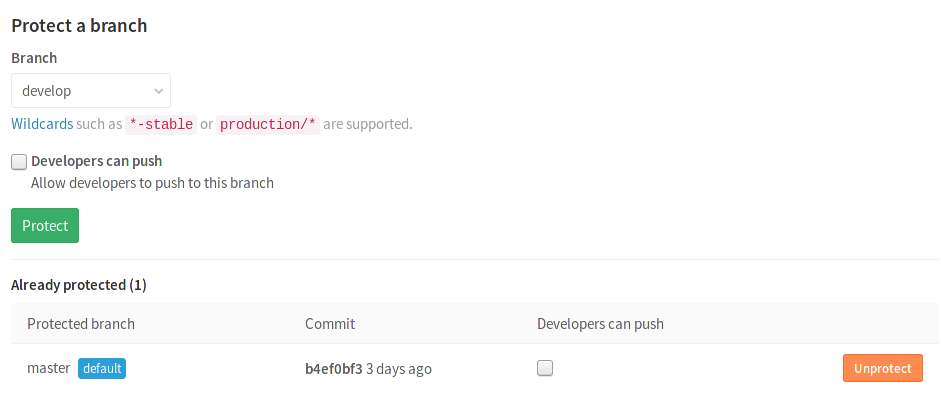 Protect a branch
Branch
develop
Wildcards such as *-stable or production/* are supported.
Developers can push
Allow developers to push to this branch
Protect
Already protected (1)
Protected branch Commit Developers can push
master default b4ef0bf3 3 days ago Unprotect